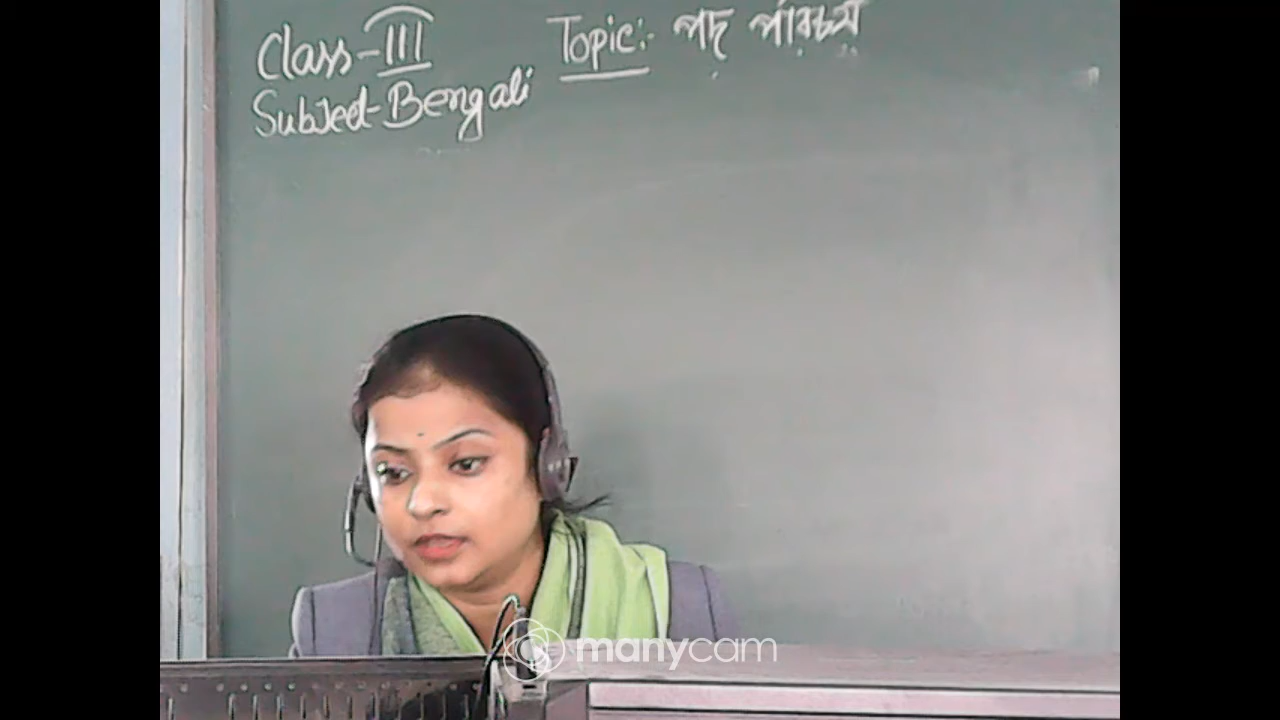 Class-III
Subject-Bengali
Topic:- পদ পরিচয়
manycam